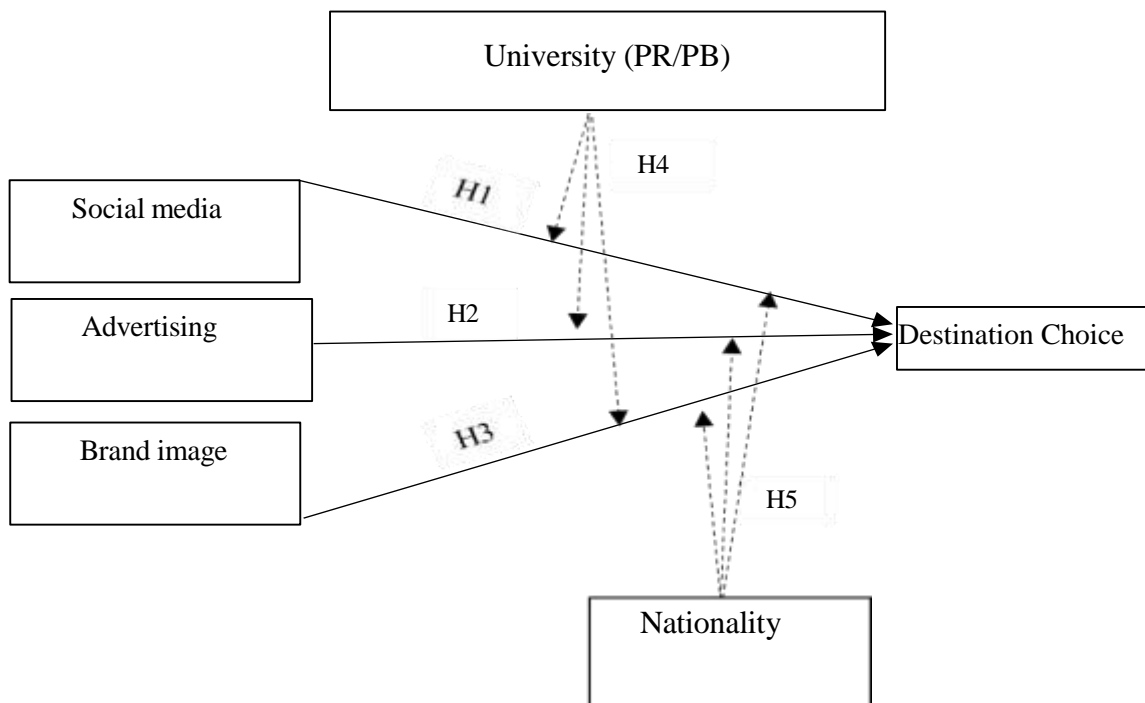 University (PR/PB)
H4
H1
Social media
H2
Advertising
Destination Choice
H3
Brand image
H5
Nationality